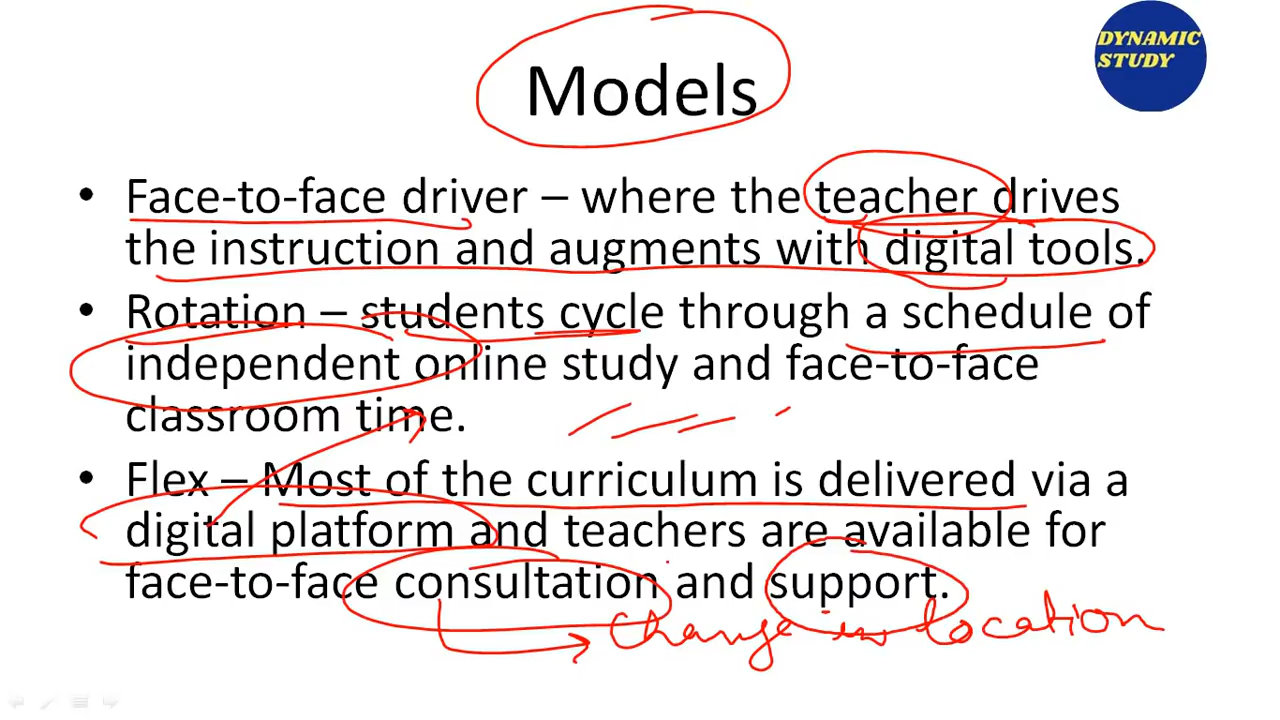 Models
DYNAMIC
STUDY
• Face-to-face driver – where the teacher drives
the instruction and augments with digital tools.
• Rotation – students cycle through a schedule of
independent online study and face-to-face
classroom time.
• Flex – Most of the curriculum is delivered via a
digital platform and teachers are available for
face-to-face consultation and support.
Change in location